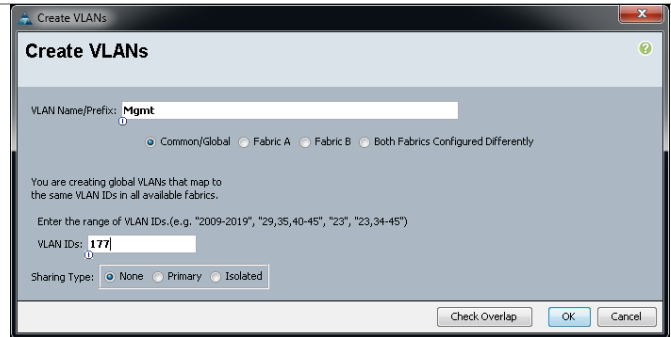 Create VLANs
Create VLANs
VLAN Name/Prefix: Mgmt
Common/Global Fabric A Fabric B Both Fabrics Configured Differently
You are creating global VLANs that map to
the same VLAN IDs in all available fabrics.
Enter the range of VLAN IDs.(e.g. "2009-2019", "29,35,40-45", "23", "23,34-45")
VLAN IDs: 177
Sharing Type: None Primary Isolated
Check Overlap OK Cancel